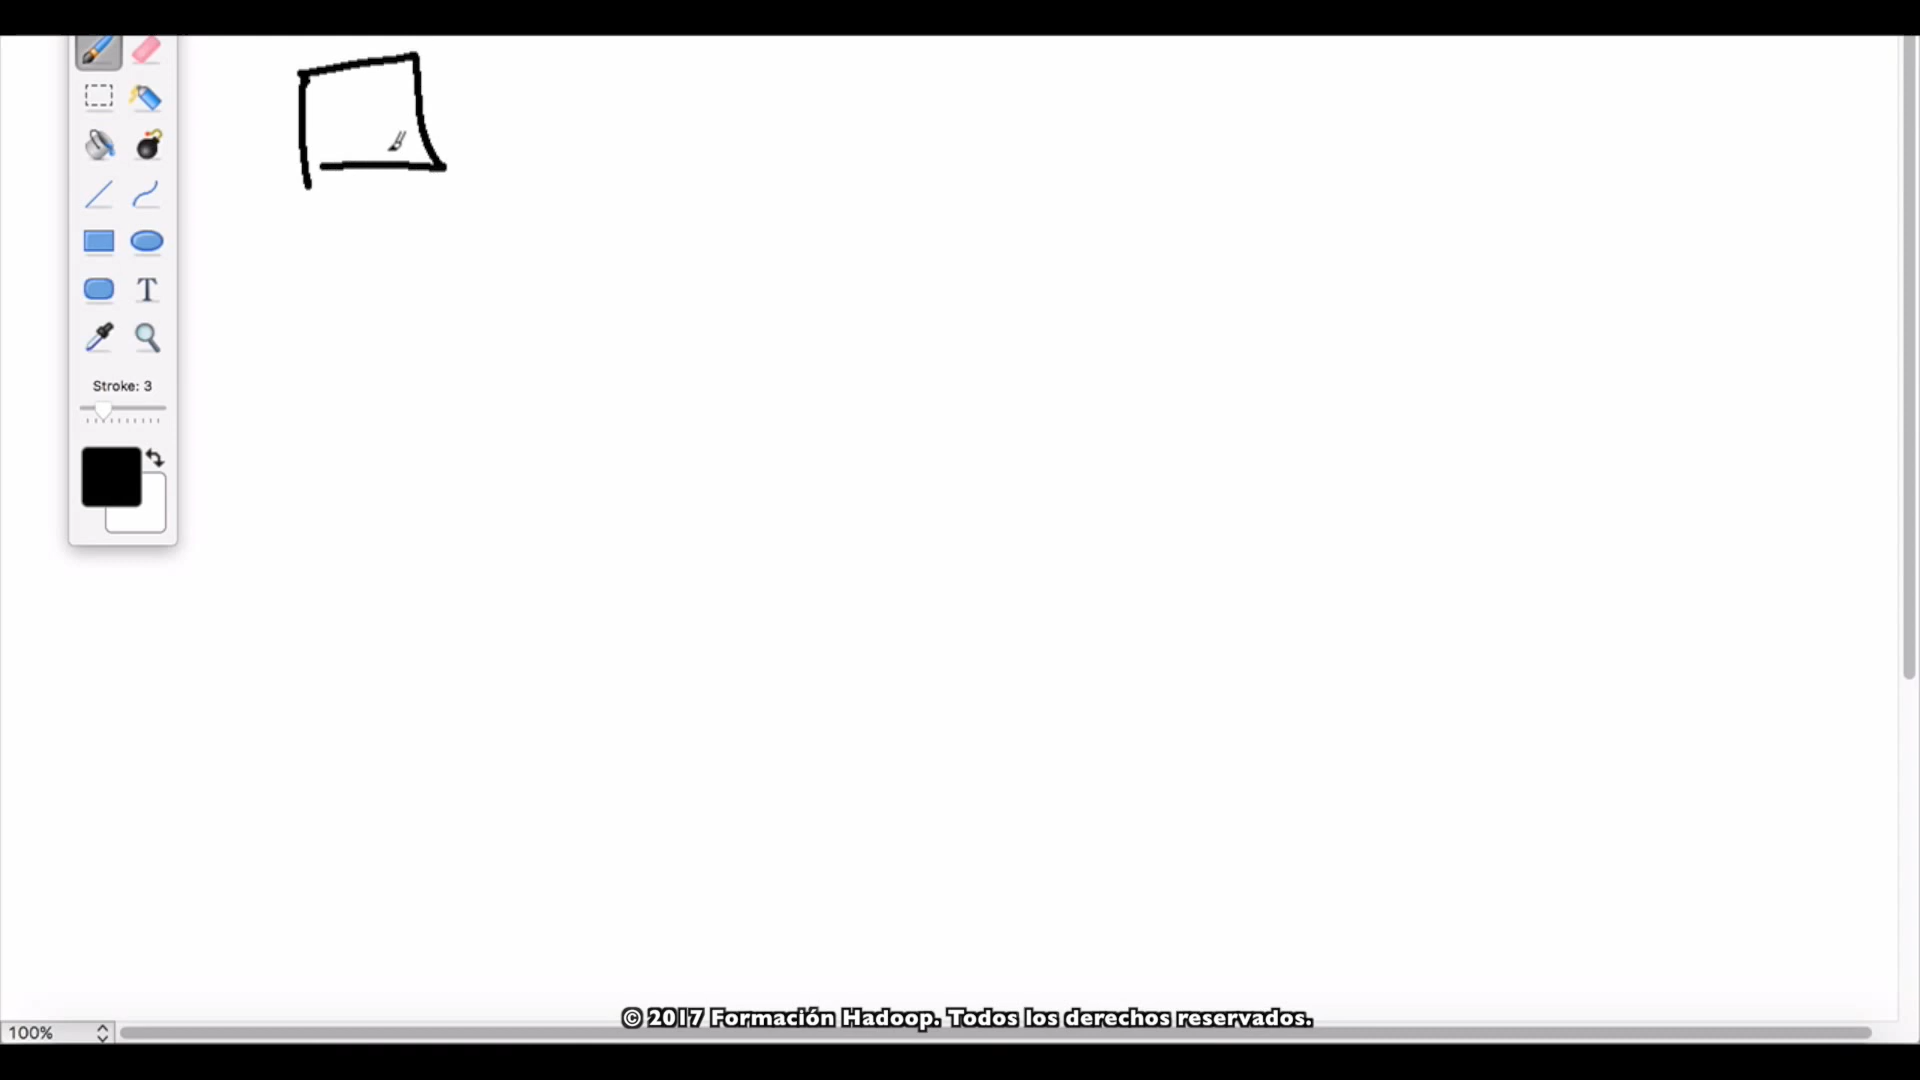 T
Stroke: 3
100%
© 2017 Formación Hadoop. Todos los derechos reservados.